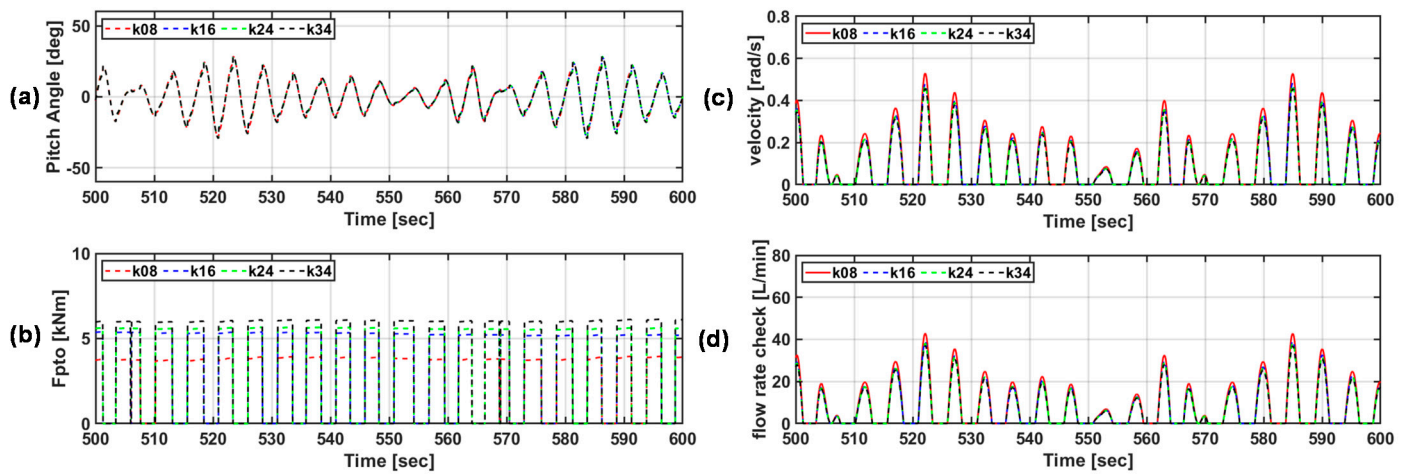 (a)
Pitch Angle [deg]
50
0
-50
k08 k16 k24 k34
500 510 520 530 540 550 560 570 580 590 600
Time [sec]
(b)
Fpto [kNm]
10
5
0
k08 k16 k24 k34
500 510 520 530 540 550 560 570 580 590 600
Time [sec]
(c)
velocity [rad/s]
0.8
0.6
0.4
0.2
0
k08 k16 k24 k34
500 510 520 530 540 550 560 570 580 590 600
Time [sec]
(d)
flow rate check [L/min]
80
60
40
20
0
k08 k16 k24 k34
500 510 520 530 540 550 560 570 580 590 600
Time [sec]